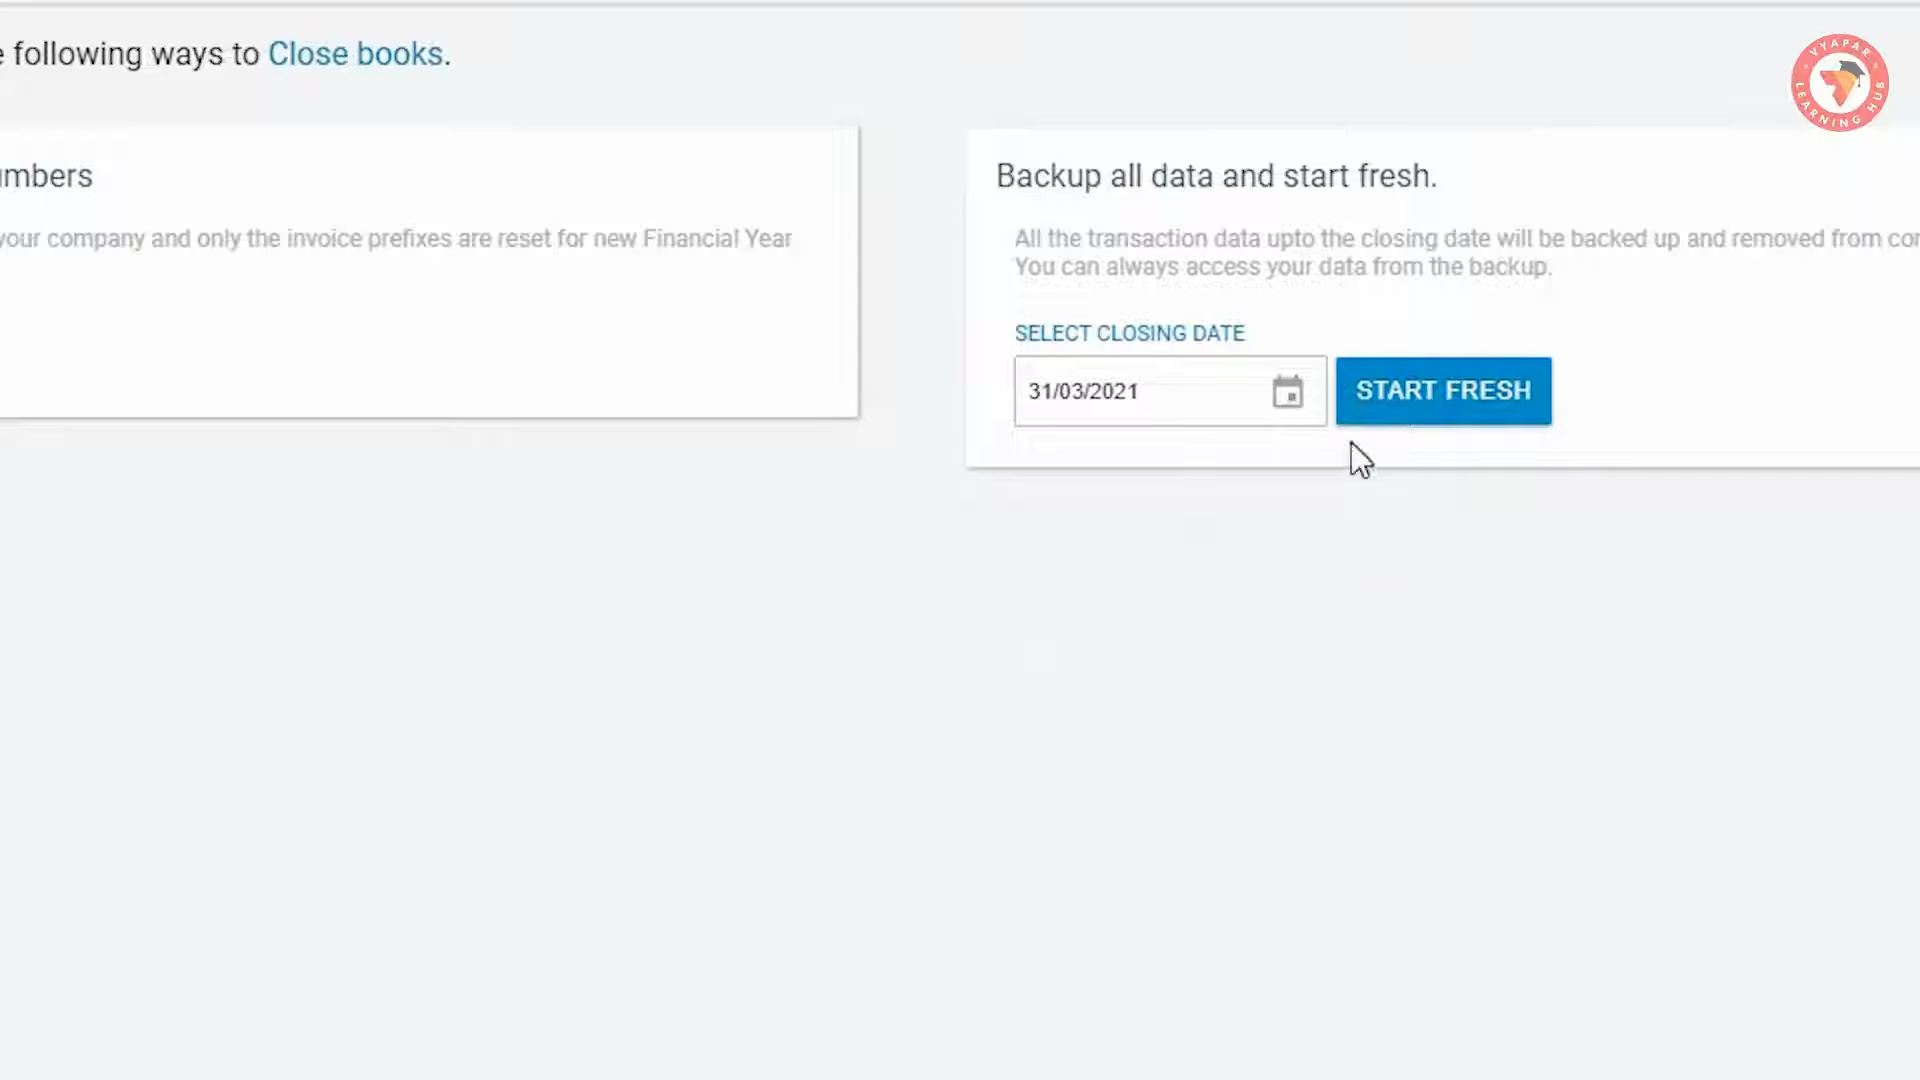 following ways to Close books.
VYAPAR
LEARNING HUB
mbers
your company and only the invoice prefixes are reset for new Financial Year
Backup all data and start fresh.
All the transaction data upto the closing date will be backed up and removed from
You can always access your data from the backup.
SELECT CLOSING DATE
31/03/2021
START FRESH